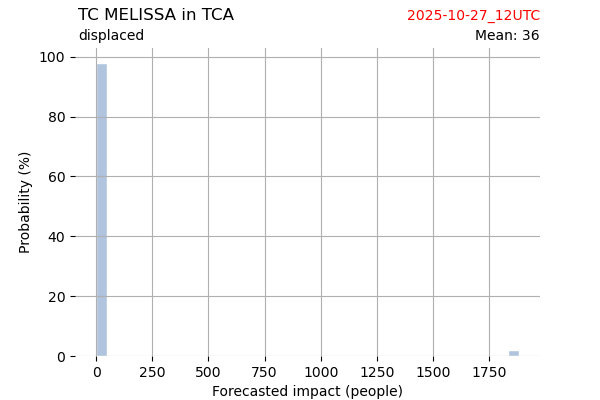 TC MELISSA in TCA
2025-10-27_12UTC
displaced
Mean: 36
Probability (%)
100
80
60
40
20
0
0 250 500 750 1000 1250 1500 1750
Forecasted impact (people)